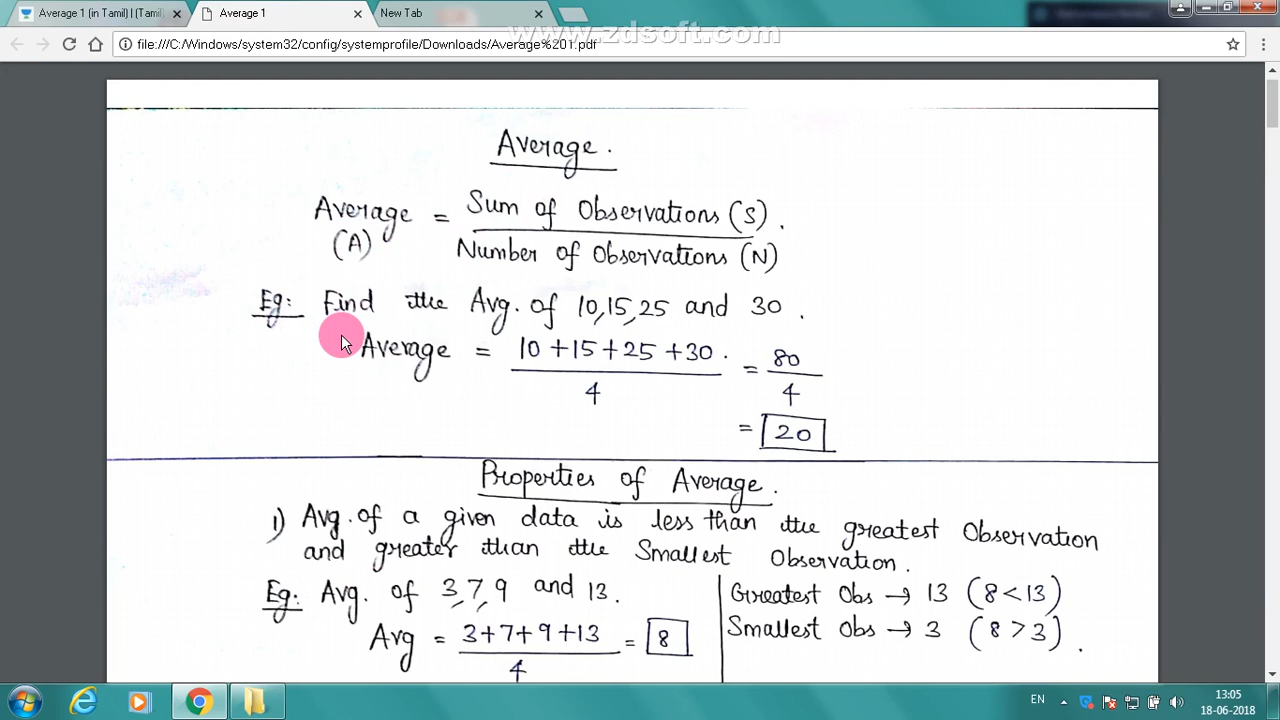 Average 1 (in Tamil) | (Tamil)
Average 1
New Tab
www.zdsoft.com
file:///C:/Windows/system32/config/systemprofile/Downloads/Average%201.pdf
Average.
Average = Sum of Observations (S).
(A) Number of Observations (N)
Eg: Find the Avg. of 10,15,25 and 30.
Average = 10 +15 + 25 +30. = 80
4 4
= 20
Properties of Average.
1) Avg. of a given data is less than the greatest Observation
and greater than the Smallest Observation.
Eg: Avg. of 3,7,9 and 13.
Avg = 3+7+9+13 = 8
4
Greatest Obs → 13 (8<13)
Smallest Obs → 3 (8>3).
EN
13:05
18-06-2018